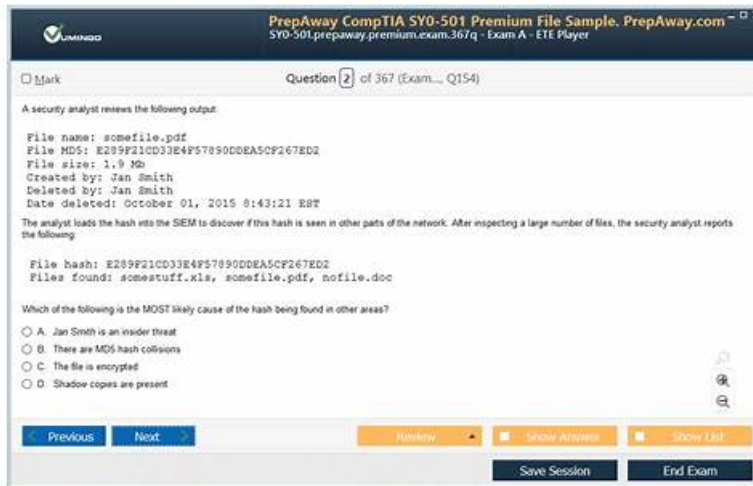 VUMINGO
PrepAway CompTIA SY0-501 Premium File Sample. PrepAway.com
SY0-501.prepaway.premium.exam.367q - Exam A - ETE Player
Mark
Question 2 of 367 (Exam..., Q154)
A security analyst reviews the following output:
File name: somefile.pdf
File MD5: E289F21CD33E4F57890DDEA5CF267ED2
File size: 1.9 Mb
Created by: Jan Smith
Deleted by: Jan Smith
Date deleted: October 01, 2015 8:43:21 EST
The analyst loads the hash into the SIEM to discover if this hash is seen in other parts of the network. After inspecting a large number of files, the security analyst reports
the following:
File hash: E289F21CD33E4F57890DDEA5CF267ED2
Files found: somestuff.xls, somefile.pdf, nofile.doc
Which of the following is the MOST likely cause of the hash being found in other areas?
A. Jan Smith is an insider threat
B. There are MD5 hash collisions
C. The file is encrypted
D. Shadow copies are present
Previous Next Review Show Answer Show List
Save Session End Exam